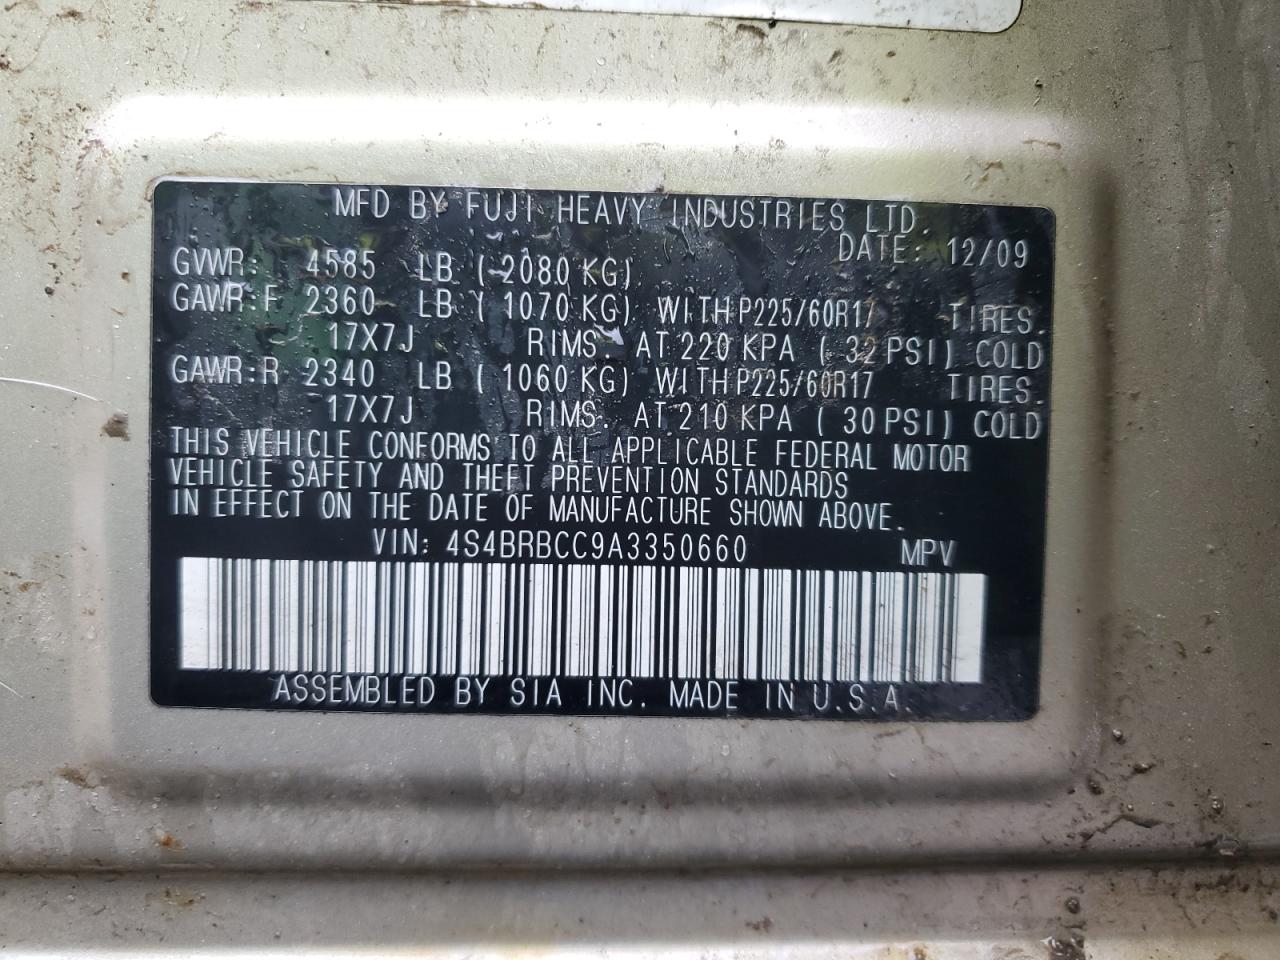 MFD BY FUJI HEAVY INDUSTRIES LTD.
DATE: 12/09
GVWR: 4585 LB ( 2080 KG)
GAWR:F 2360 LB ( 1070 KG) WITH P225/60R17 TIRES.
17X7J RIMS. AT 220 KPA ( 32 PSI) COLD
GAWR:R 2340 LB ( 1060 KG) WITH P225/60R17 TIRES.
17X7J RIMS. AT 210 KPA ( 30 PSI) COLD
THIS VEHICLE CONFORMS TO ALL APPLICABLE FEDERAL MOTOR
VEHICLE SAFETY AND THEFT PREVENTION STANDARDS
IN EFFECT ON THE DATE OF MANUFACTURE SHOWN ABOVE.
VIN: 4S4BRBCC9A3350660 MPV
ASSEMBLED BY SIA INC. MADE IN U.S.A.